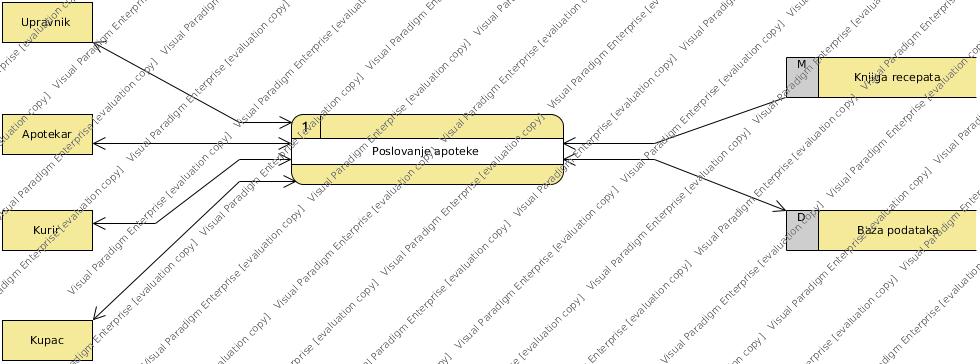 Upravnik
Apotekar
Kurir
Kupac
1
Poslovanje apoteke
M
Knjiga recepata
D
Baza podataka
Visual Paradigm Enterprise [evaluation copy]